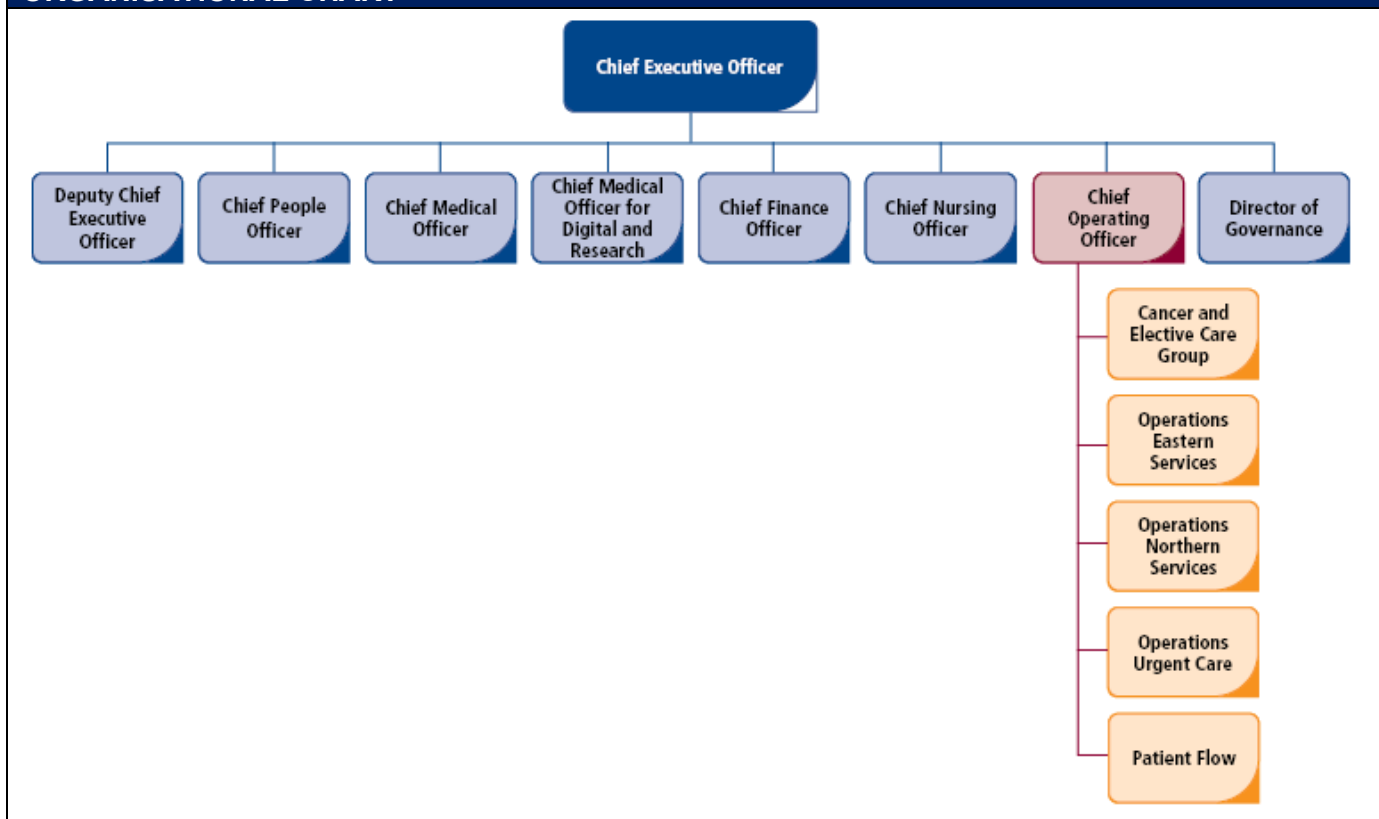 ORGANISATIONAL CHART
Chief Executive Officer
Deputy Chief
Executive
Officer
Chief People
Officer
Chief Medical
Officer
Chief Medical
Officer for
Digital and
Research
Chief Finance
Officer
Chief Nursing
Officer
Chief
Operating
Officer
Director of
Governance
Cancer and
Elective Care
Group
Operations
Eastern
Services
Operations
Northern
Services
Operations
Urgent Care
Patient Flow